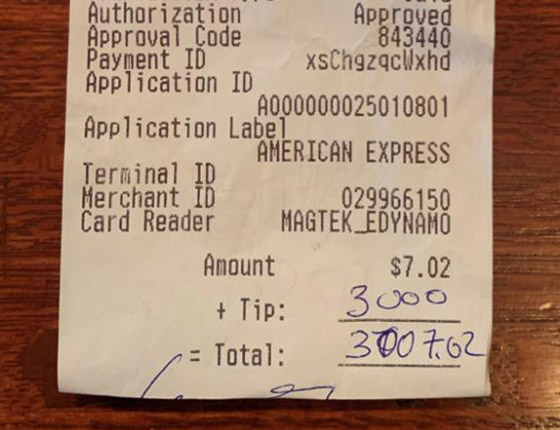 Authorization Approved
Approval Code 843440
Payment ID xsChgzqcWxhd
Application ID
A000000025010801
Application Label
AMERICAN EXPRESS
Terminal ID
Merchant ID 029966150
Card Reader MAGTEK_EDYNAMO
Amount $7.02
+ Tip: 3000
= Total: 3007.02